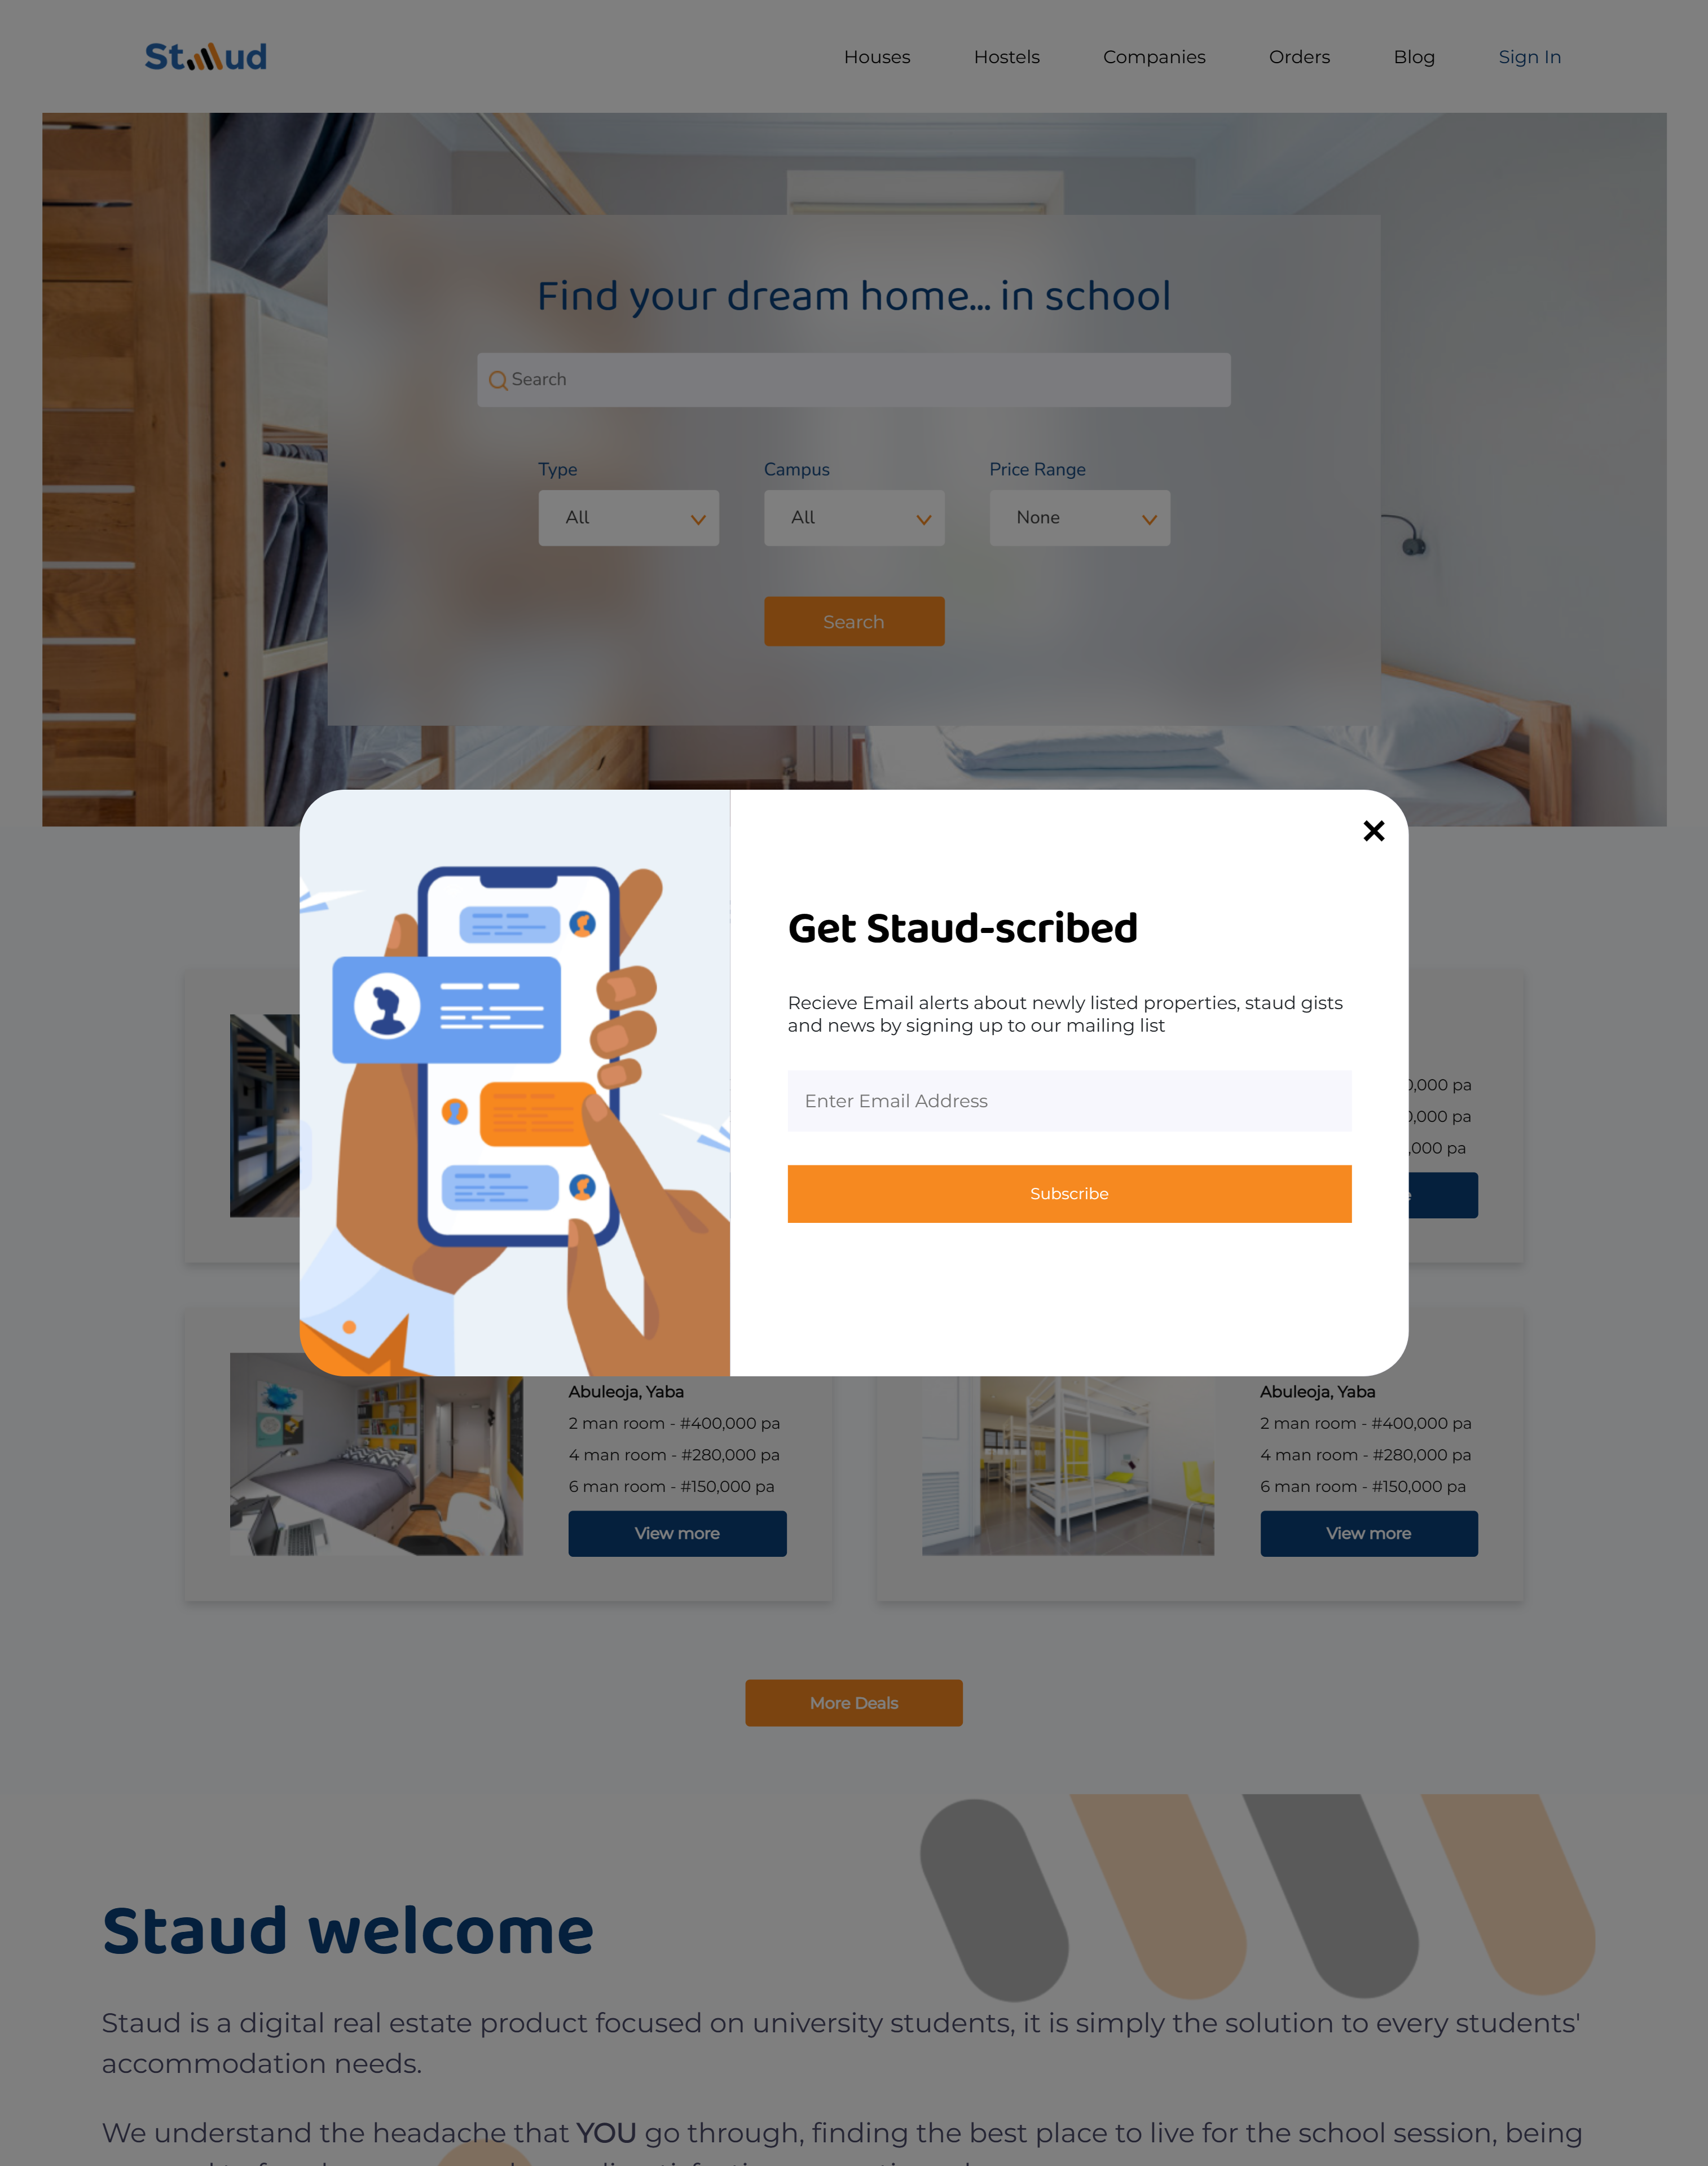 Staud
Houses Hostels Companies Orders Blog Sign In
Find your dream home... in school
Search
Type Campus Price Range
All All None
Search
Get Staud-scribed
Recieve Email alerts about newly listed properties, staud gists
and news by signing up to our mailing list
Enter Email Address
Subscribe
0,000 pa
0,000 pa
,000 pa
Abuleoja, Yaba
2 man room - #400,000 pa
4 man room - #280,000 pa
6 man room - #150,000 pa
View more
Abuleoja, Yaba
2 man room - #400,000 pa
4 man room - #280,000 pa
6 man room - #150,000 pa
View more
More Deals
Staud welcome
Staud is a digital real estate product focused on university students, it is simply the solution to every students'
accommodation needs.
We understand the headache that YOU go through, finding the best place to live for the school session, being